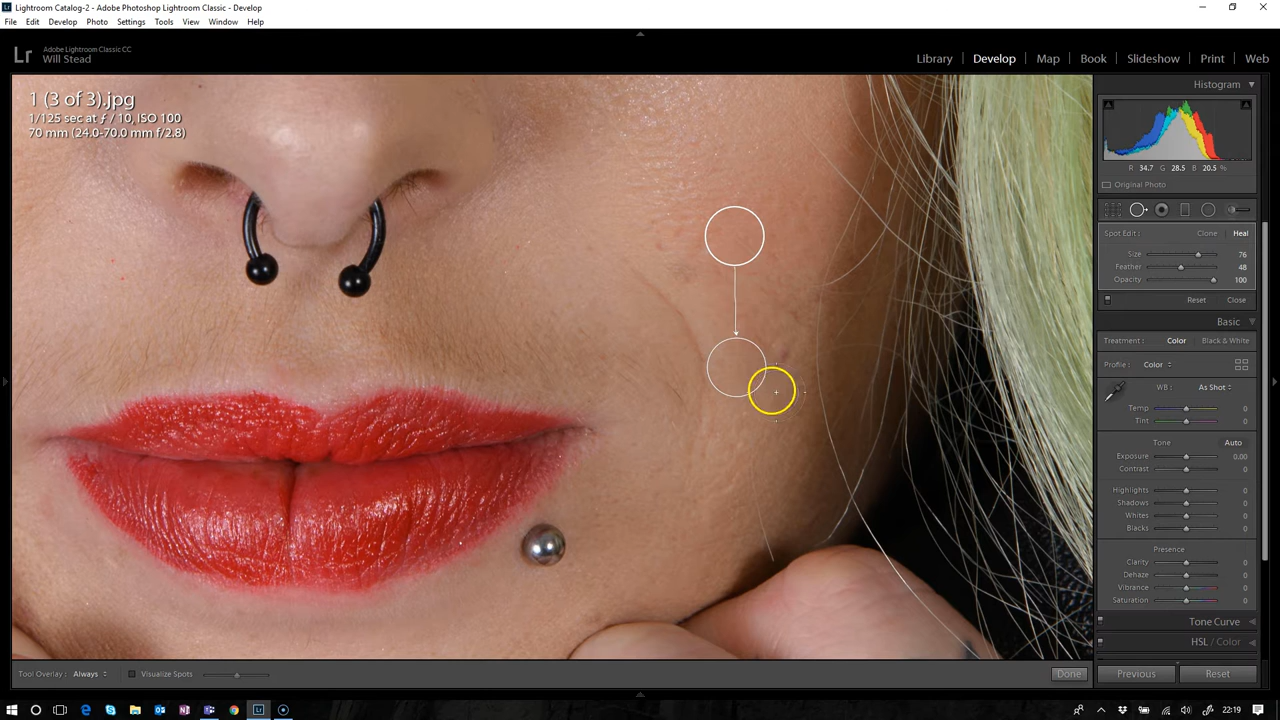 Lightroom Catalog-2 - Adobe Photoshop Lightroom Classic - Develop
File Edit Develop Photo Settings Tools View Window Help
Lr Adobe Lightroom Classic CC
Will Stead
Library | Develop | Map | Book | Slideshow | Print | Web
1 (3 of 3).jpg
1/125 sec at ƒ / 10, ISO 100
70 mm (24.0-70.0 mm f/2.8)
Histogram
R 34.7 G 28.5 B 20.5 %
Original Photo
Spot Edit : Clone Heal
Size 76
Feather 48
Opacity 100
Reset Close
Basic
Treatment : Color Black & White
Profile : Color
WB : As Shot
Temp 0
Tint 0
Tone Auto
Exposure 0.00
Contrast 0
Highlights 0
Shadows 0
Whites 0
Blacks 0
Presence
Clarity 0
Dehaze 0
Vibrance 0
Saturation 0
Tone Curve
HSL / Color
Tool Overlay : Always Visualize Spots Done
Previous Reset
22:19